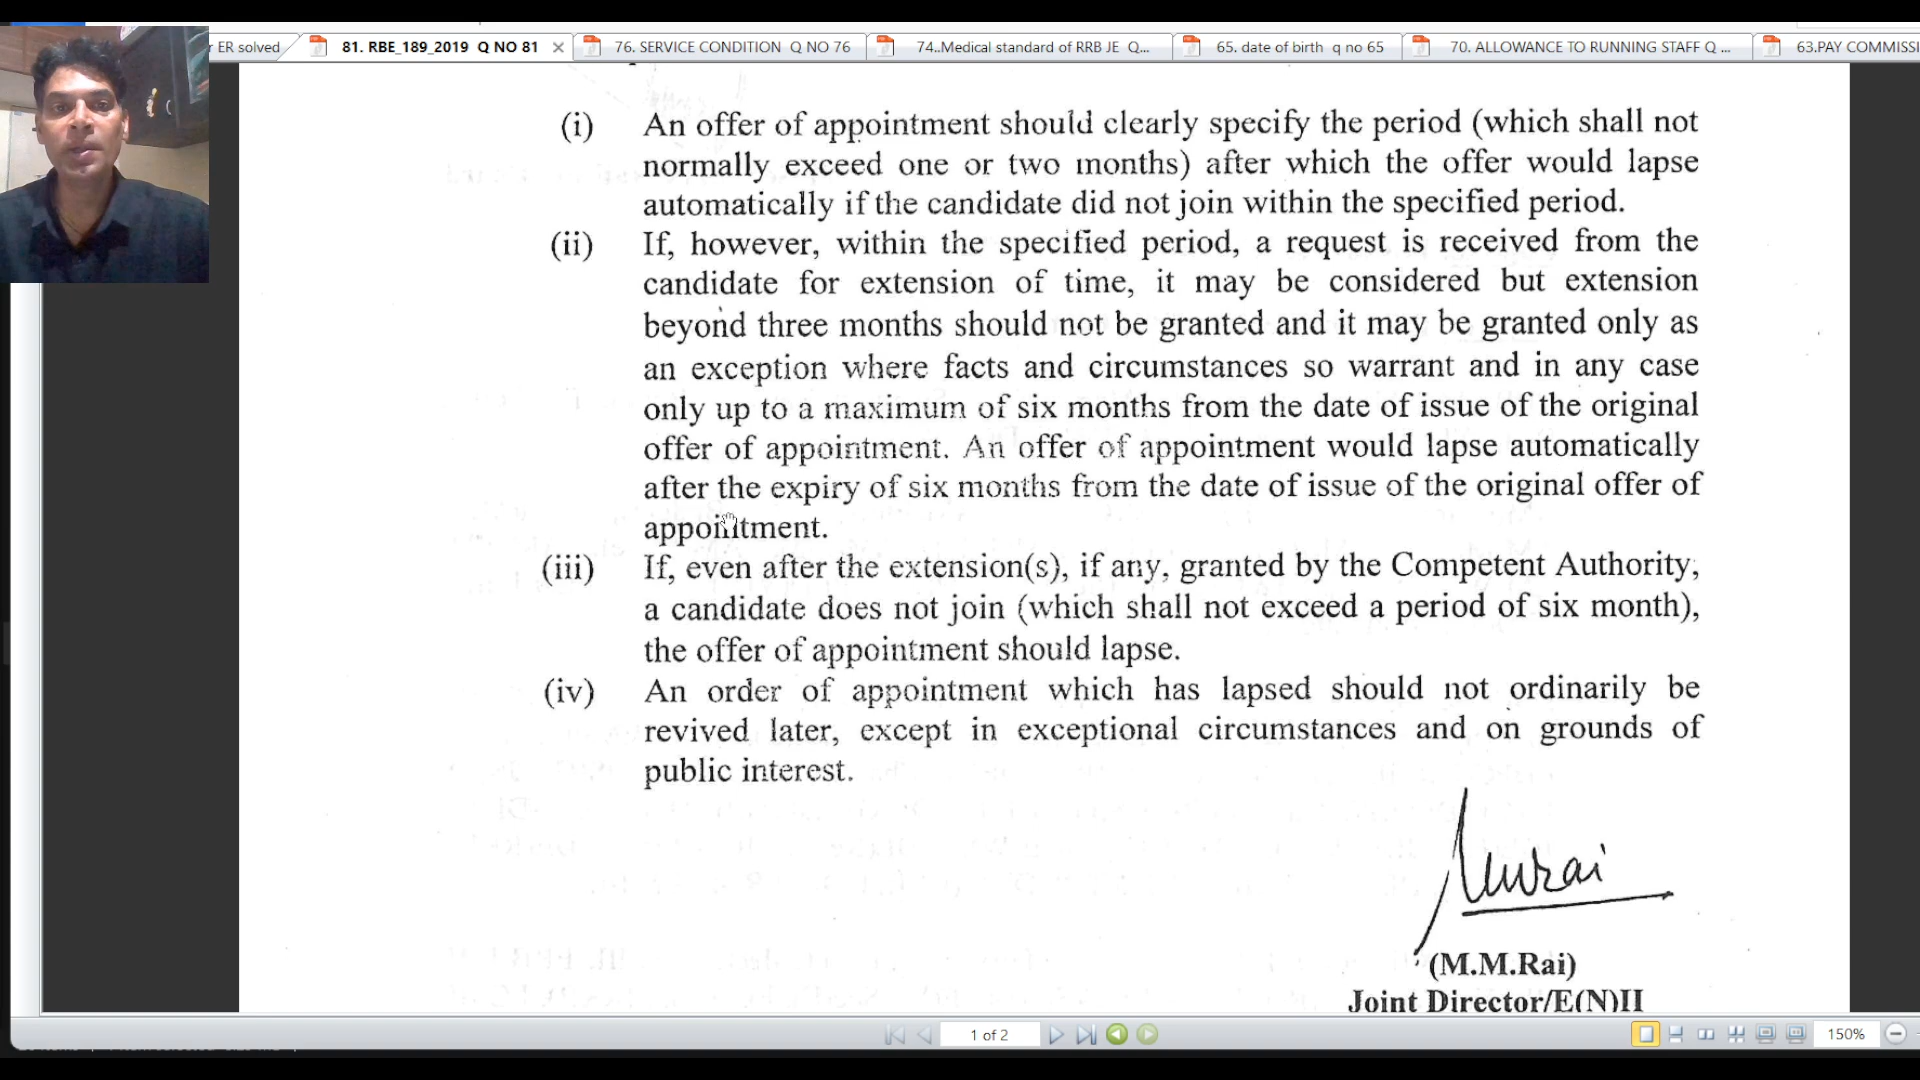 ER solved
81. RBE_189_2019 Q NO 81
76. SERVICE CONDITION Q NO 76
74..Medical standard of RRB JE Q...
65. date of birth q no 65
70. ALLOWANCE TO RUNNING STAFF Q ...
63.PAY COMMISSI
(i) An offer of appointment should clearly specify the period (which shall not
normally exceed one or two months) after which the offer would lapse
automatically if the candidate did not join within the specified period.
(ii) If, however, within the specified period, a request is received from the
candidate for extension of time, it may be considered but extension
beyond three months should not be granted and it may be granted only as
an exception where facts and circumstances so warrant and in any case
only up to a maximum of six months from the date of issue of the original
offer of appointment. An offer of appointment would lapse automatically
after the expiry of six months from the date of issue of the original offer of
appointment.
(iii) If, even after the extension(s), if any, granted by the Competent Authority,
a candidate does not join (which shall not exceed a period of six month),
the offer of appointment should lapse.
(iv) An order of appointment which has lapsed should not ordinarily be
revived later, except in exceptional circumstances and on grounds of
public interest.
(M.M.Rai)
Joint Director/E(N)II
1 of 2
150%